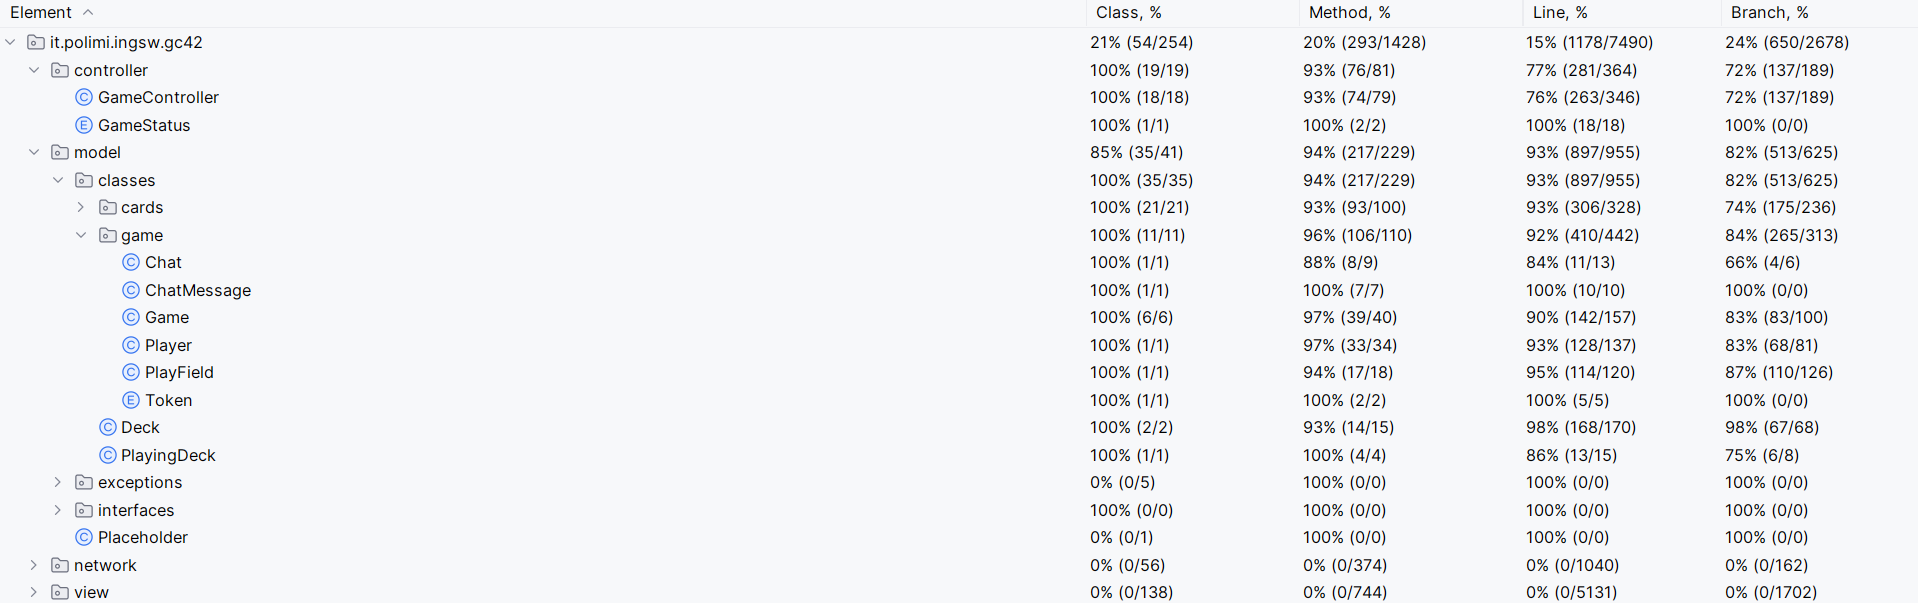 Element Class, % Method, % Line, % Branch, %
it.polimi.ingsw.gc42 21% (54/254) 20% (293/1428) 15% (1178/7490) 24% (650/2678)
controller 100% (19/19) 93% (76/81) 77% (281/364) 72% (137/189)
C GameController 100% (18/18) 93% (74/79) 76% (263/346) 72% (137/189)
E GameStatus 100% (1/1) 100% (2/2) 100% (18/18) 100% (0/0)
model 85% (35/41) 94% (217/229) 93% (897/955) 82% (513/625)
classes 100% (35/35) 94% (217/229) 93% (897/955) 82% (513/625)
cards 100% (21/21) 93% (93/100) 93% (306/328) 74% (175/236)
game 100% (11/11) 96% (106/110) 92% (410/442) 84% (265/313)
C Chat 100% (1/1) 88% (8/9) 84% (11/13) 66% (4/6)
C ChatMessage 100% (1/1) 100% (7/7) 100% (10/10) 100% (0/0)
C Game 100% (6/6) 97% (39/40) 90% (142/157) 83% (83/100)
C Player 100% (1/1) 97% (33/34) 93% (128/137) 83% (68/81)
C PlayField 100% (1/1) 94% (17/18) 95% (114/120) 87% (110/126)
E Token 100% (1/1) 100% (2/2) 100% (5/5) 100% (0/0)
C Deck 100% (2/2) 93% (14/15) 98% (168/170) 98% (67/68)
C PlayingDeck 100% (1/1) 100% (4/4) 86% (13/15) 75% (6/8)
exceptions 0% (0/5) 100% (0/0) 100% (0/0) 100% (0/0)
interfaces 100% (0/0) 100% (0/0) 100% (0/0) 100% (0/0)
C Placeholder 0% (0/1) 100% (0/0) 100% (0/0) 100% (0/0)
network 0% (0/56) 0% (0/374) 0% (0/1040) 0% (0/162)
view 0% (0/138) 0% (0/744) 0% (0/5131) 0% (0/1702)